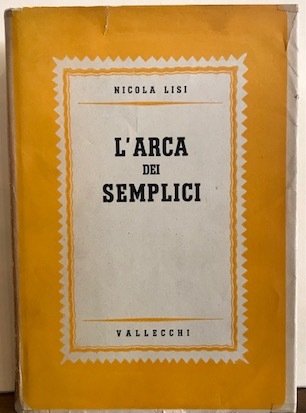 NICOLA LISI
L'ARCA
DEI
SEMPLICI
VALLECCHI